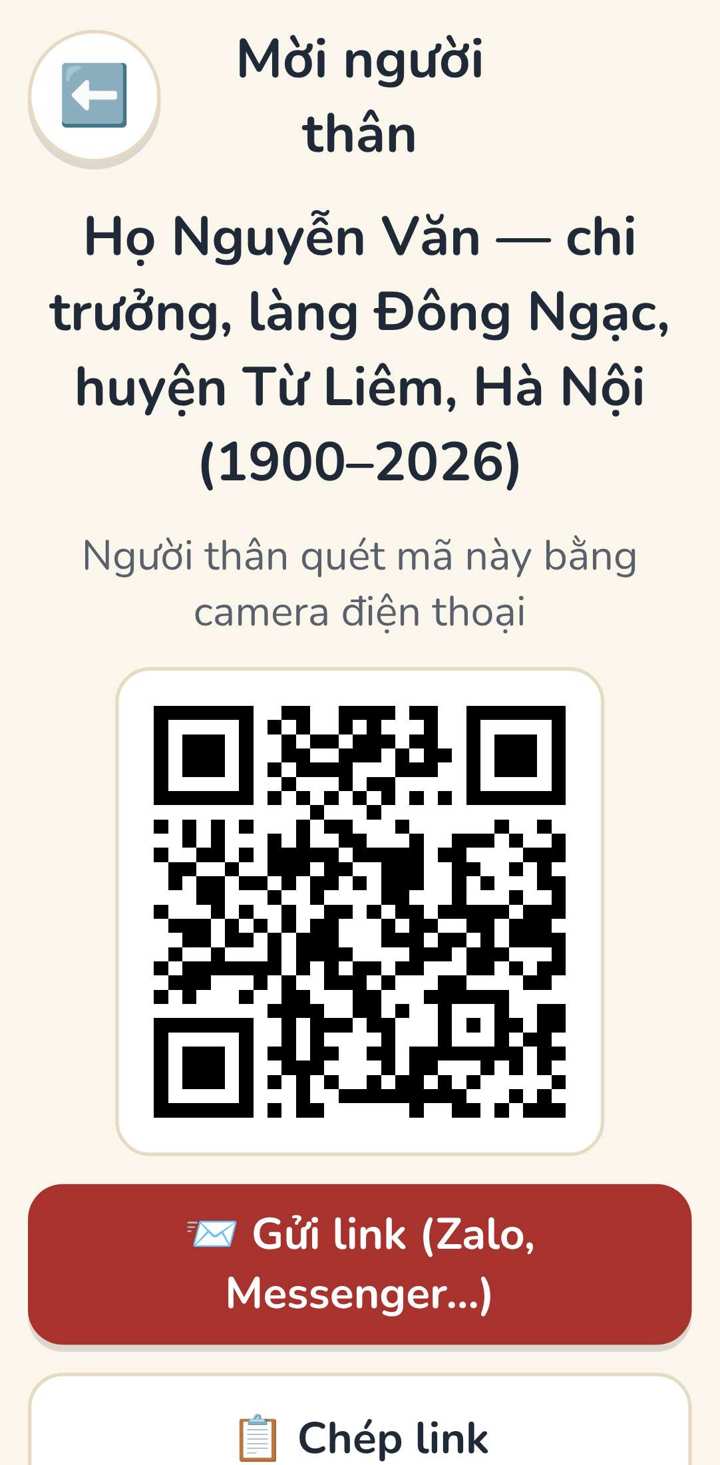 Mời người
thân
Họ Nguyễn Văn — chi
trưởng, làng Đông Ngạc,
huyện Từ Liêm, Hà Nội
(1900–2026)
Người thân quét mã này bằng
camera điện thoại
Gửi link (Zalo,
Messenger...)
Chép link